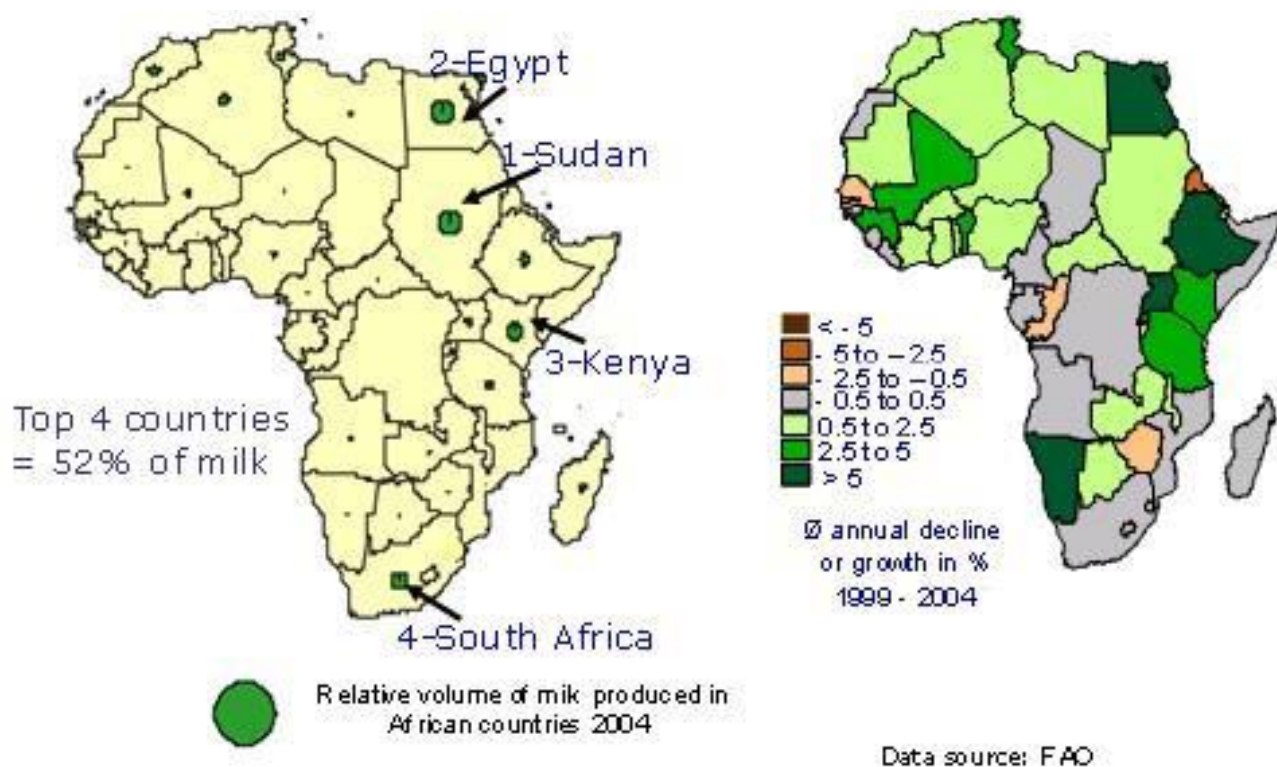 2-Egypt
1-Sudan
3-Kenya
Top 4 countries
= 52% of milk
4-South Africa
Relative volume of milk produced in
African countries 2004
< - 5
- 5 to – 2.5
- 2.5 to – 0.5
- 0.5 to 0.5
0.5 to 2.5
2.5 to 5
> 5
Ø annual decline
or growth in %
1999 - 2004
Data source: FAO